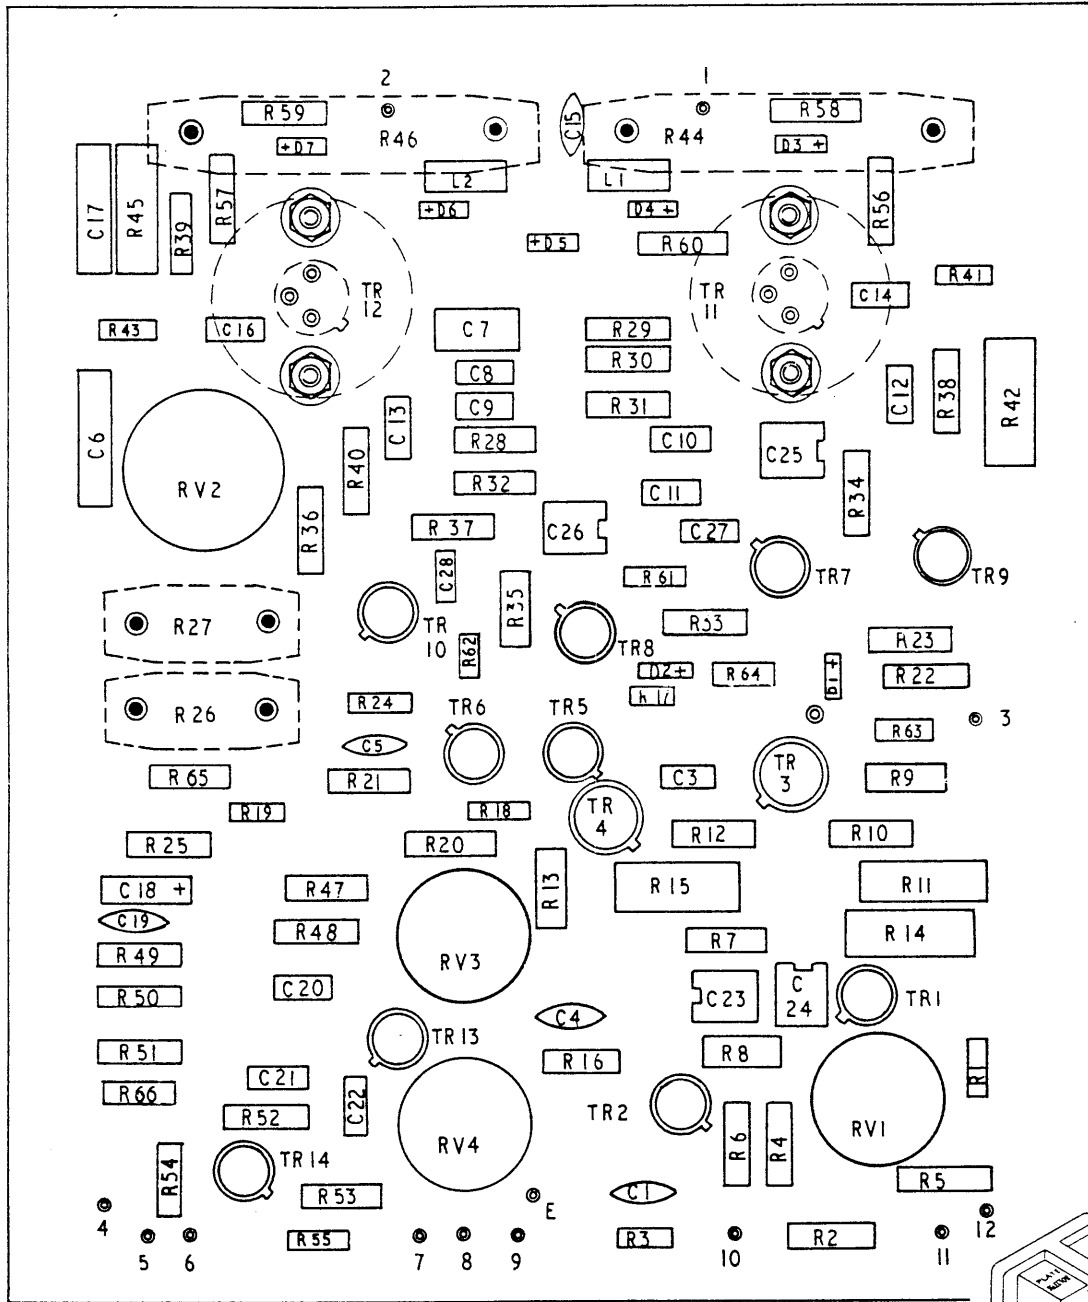 2 1
R59 R46 C15 R44 R58
+D7 D3 +
C17 R45 R39 R57 L2 L1 R56
+D6 D4 +
+D5 R60
TR 12 TR 11 C14 R41
R43 C16 C7 R29
R30
C8
C6 C13 C9 R31 C12 R38 R42
RV2 R40 R28 C10 C25
R32 C11 R34
R36 R37 C26 C27
C28 R61 TR7 TR9
R27 TR 10 R35 R33
R62 TR8 R23
D2+ R64 D1 + R22
R26 R24 TR6 TR5 3
C5 R63
R65 R21 C3 TR 3 R9
R19 R18 TR 4
R25 R20 R12 R10
C18 + R47 R13 R15 R11
C19 R48 R14
R49 R7
RV3
R50 C20 C23 C 24 TR1
C4
R51 TR13 R16 R8
R66 C21 R1
R52 C22 RV4 TR2 R6 R4 RV1
R54 TR14 R5
R53 E C1
4 12
R55 R3 R2
5 6 7 8 9 10 11
PLATE